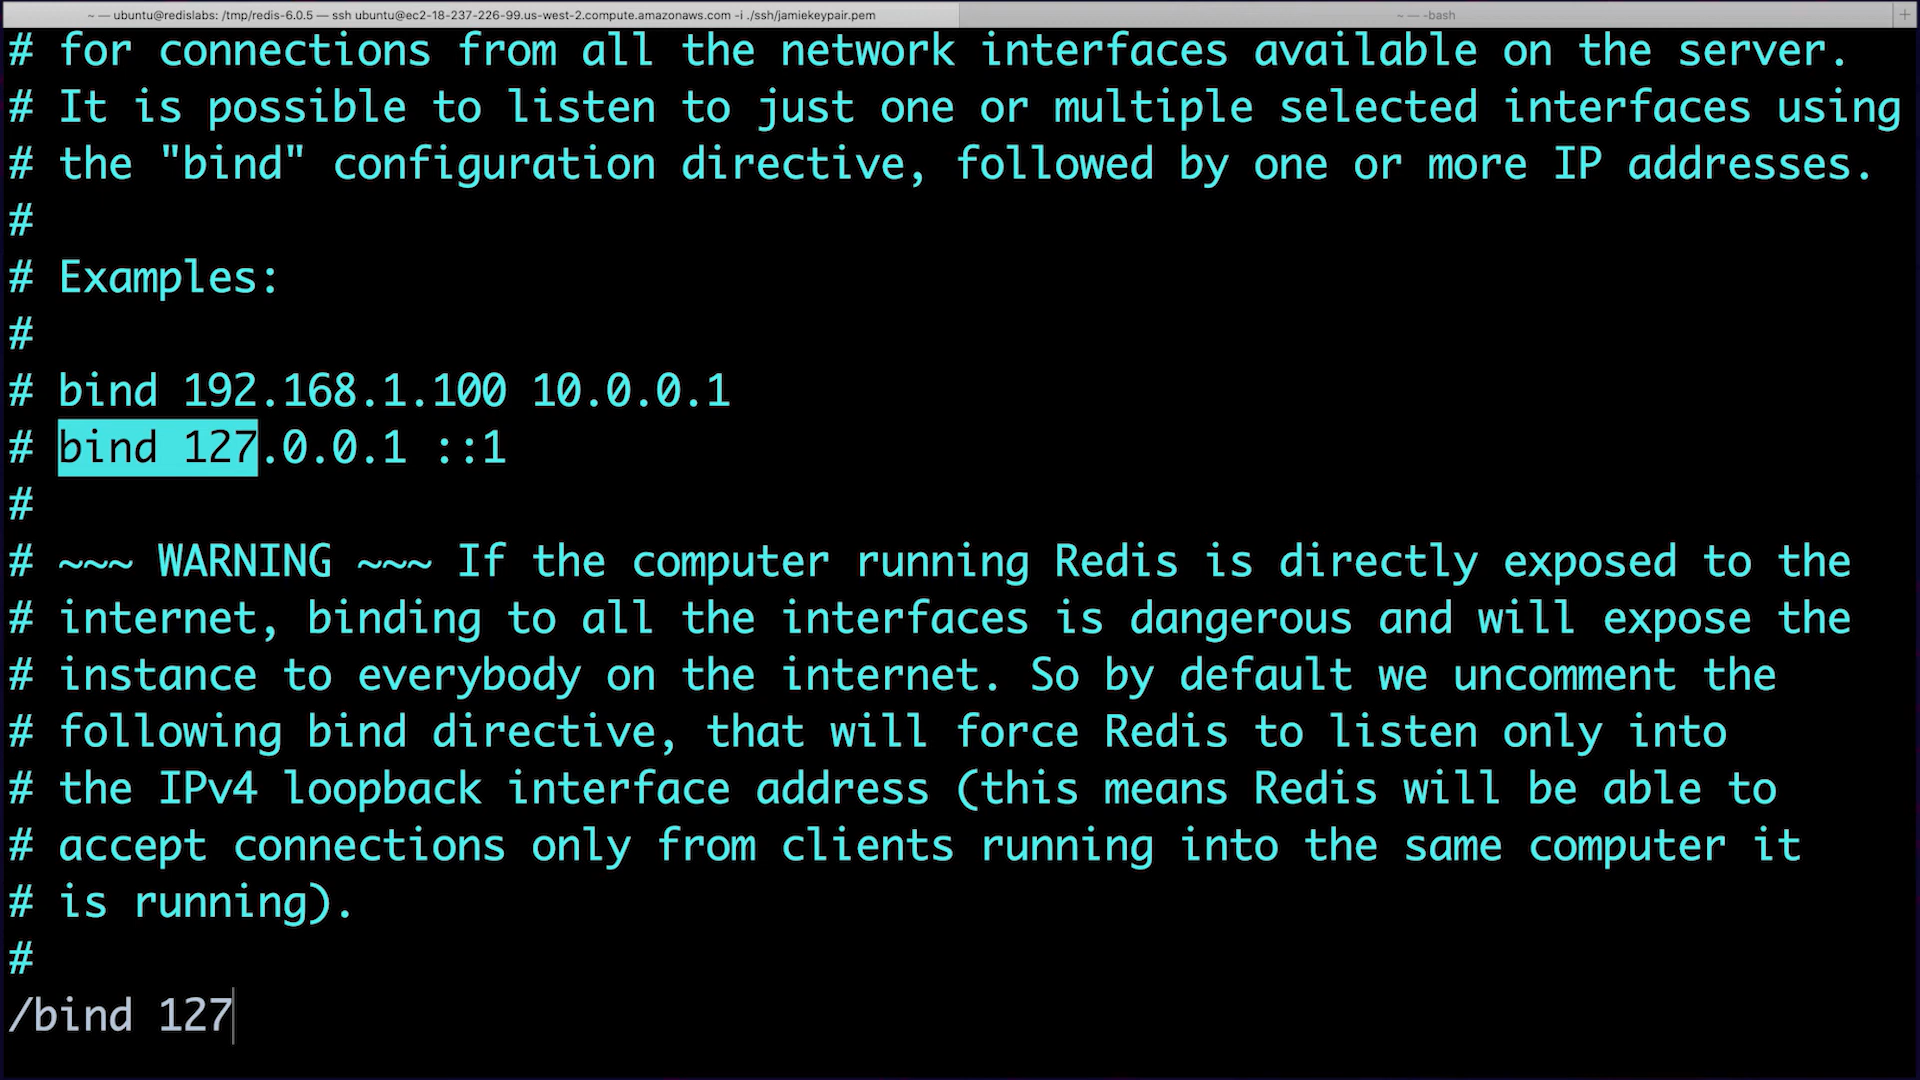 ~ — ubuntu@redislabs: /tmp/redis-6.0.5 — ssh ubuntu@ec2-18-237-226-99.us-west-2.compute.amazonaws.com -i ./ssh/jamiekeypair.pem
~ — -bash
+
# for connections from all the network interfaces available on the server.
# It is possible to listen to just one or multiple selected interfaces using
# the "bind" configuration directive, followed by one or more IP addresses.
#
# Examples:
#
# bind 192.168.1.100 10.0.0.1
# bind 127.0.0.1 ::1
#
# ~~~ WARNING ~~~ If the computer running Redis is directly exposed to the
# internet, binding to all the interfaces is dangerous and will expose the
# instance to everybody on the internet. So by default we uncomment the
# following bind directive, that will force Redis to listen only into
# the IPv4 loopback interface address (this means Redis will be able to
# accept connections only from clients running into the same computer it
# is running).
#
/bind 127